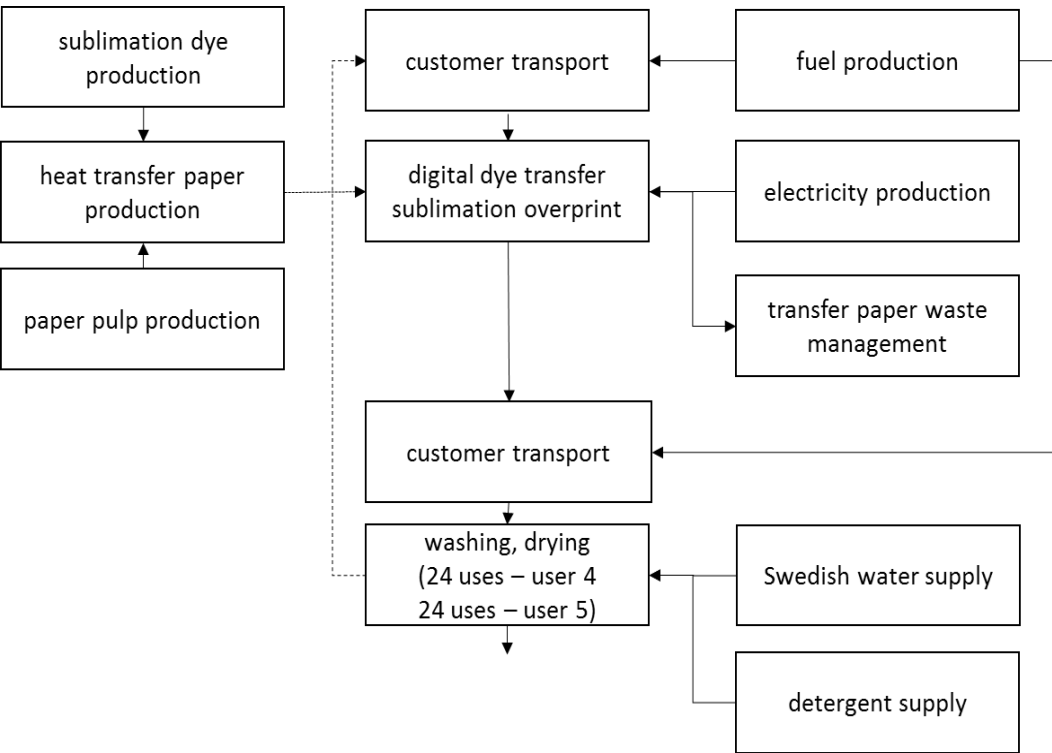 sublimation dye
production
customer transport
fuel production
heat transfer paper
production
digital dye transfer
sublimation overprint
electricity production
paper pulp production
transfer paper waste
management
customer transport
washing, drying
(24 uses – user 4
24 uses – user 5)
Swedish water supply
detergent supply